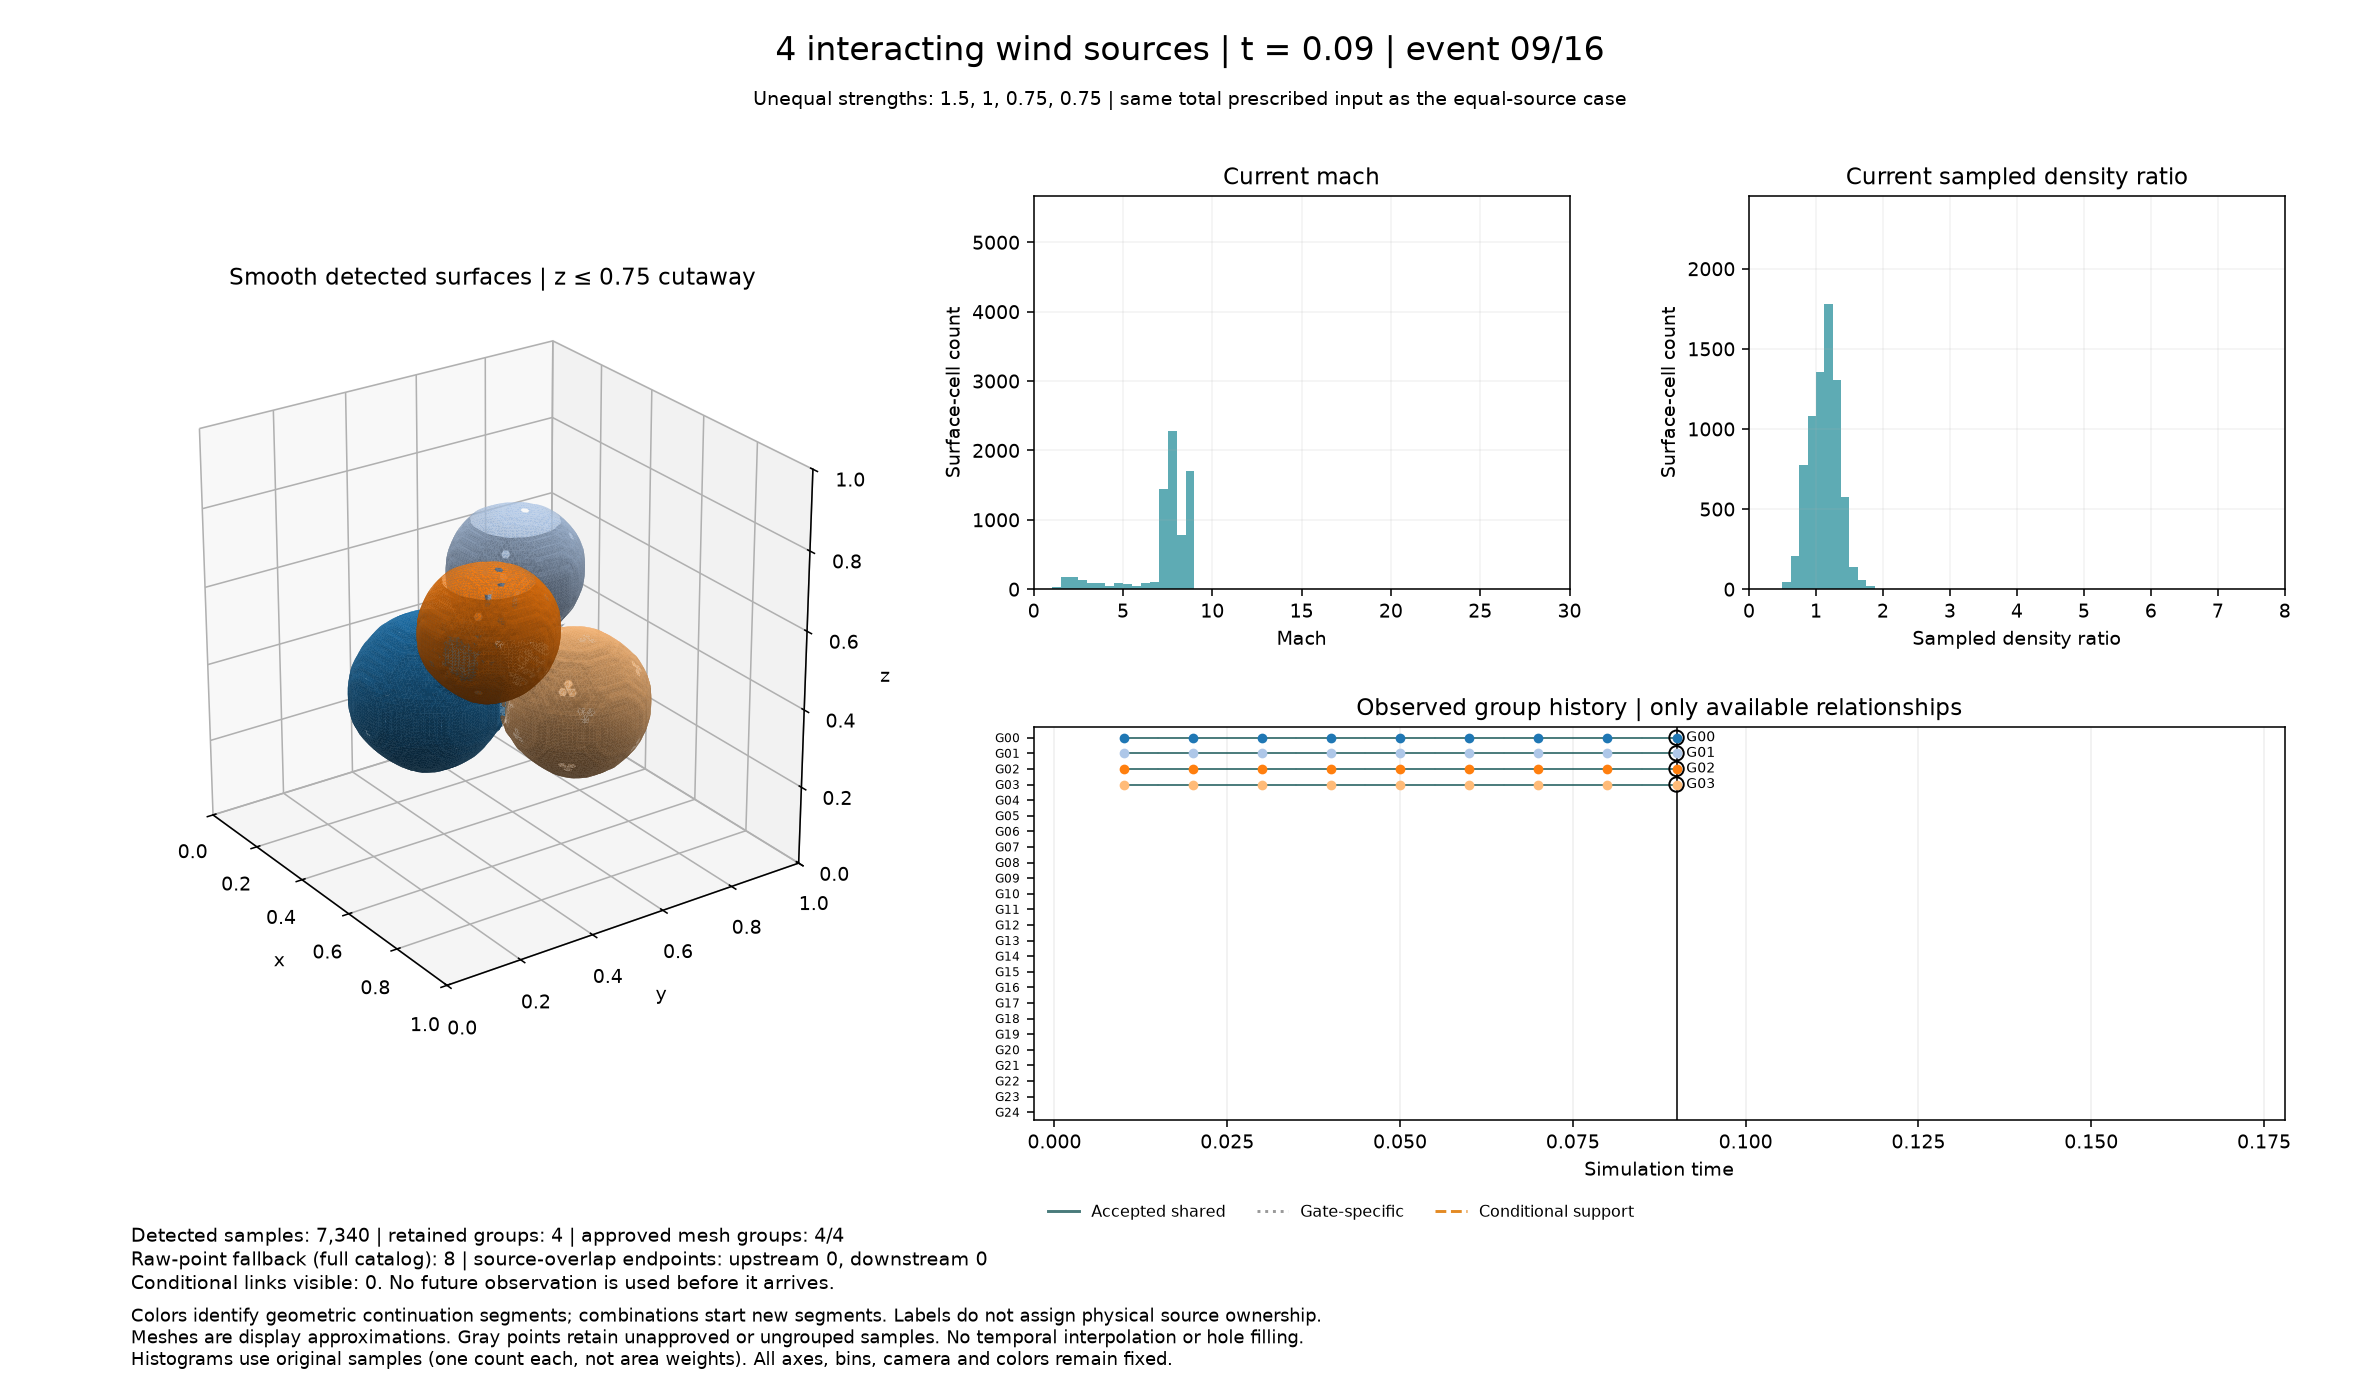 4 interacting wind sources | t = 0.09 | event 09/16
Unequal strengths: 1.5, 1, 0.75, 0.75 | same total prescribed input as the equal-source case
Smooth detected surfaces | z ≤ 0.75 cutaway
1.0
0.8
0.6
z
0.4
0.2
0.0
0.0
0.2
0.4
x
0.6
0.8
1.0
0.0
0.2
0.4
y
0.6
0.8
1.0
Current mach
Surface-cell count
5000
4000
3000
2000
1000
0
0 5 10 15 20 25 30
Mach
Current sampled density ratio
Surface-cell count
2000
1500
1000
500
0
0 1 2 3 4 5 6 7 8
Sampled density ratio
Observed group history | only available relationships
G00 G00
G01 G01
G02 G02
G03 G03
G04
G05
G06
G07
G08
G09
G10
G11
G12
G13
G14
G15
G16
G17
G18
G19
G20
G21
G22
G23
G24
0.000 0.025 0.050 0.075 0.100 0.125 0.150 0.175
Simulation time
Accepted shared Gate-specific Conditional support
Detected samples: 7,340 | retained groups: 4 | approved mesh groups: 4/4
Raw-point fallback (full catalog): 8 | source-overlap endpoints: upstream 0, downstream 0
Conditional links visible: 0. No future observation is used before it arrives.
Colors identify geometric continuation segments; combinations start new segments. Labels do not assign physical source ownership.
Meshes are display approximations. Gray points retain unapproved or ungrouped samples. No temporal interpolation or hole filling.
Histograms use original samples (one count each, not area weights). All axes, bins, camera and colors remain fixed.